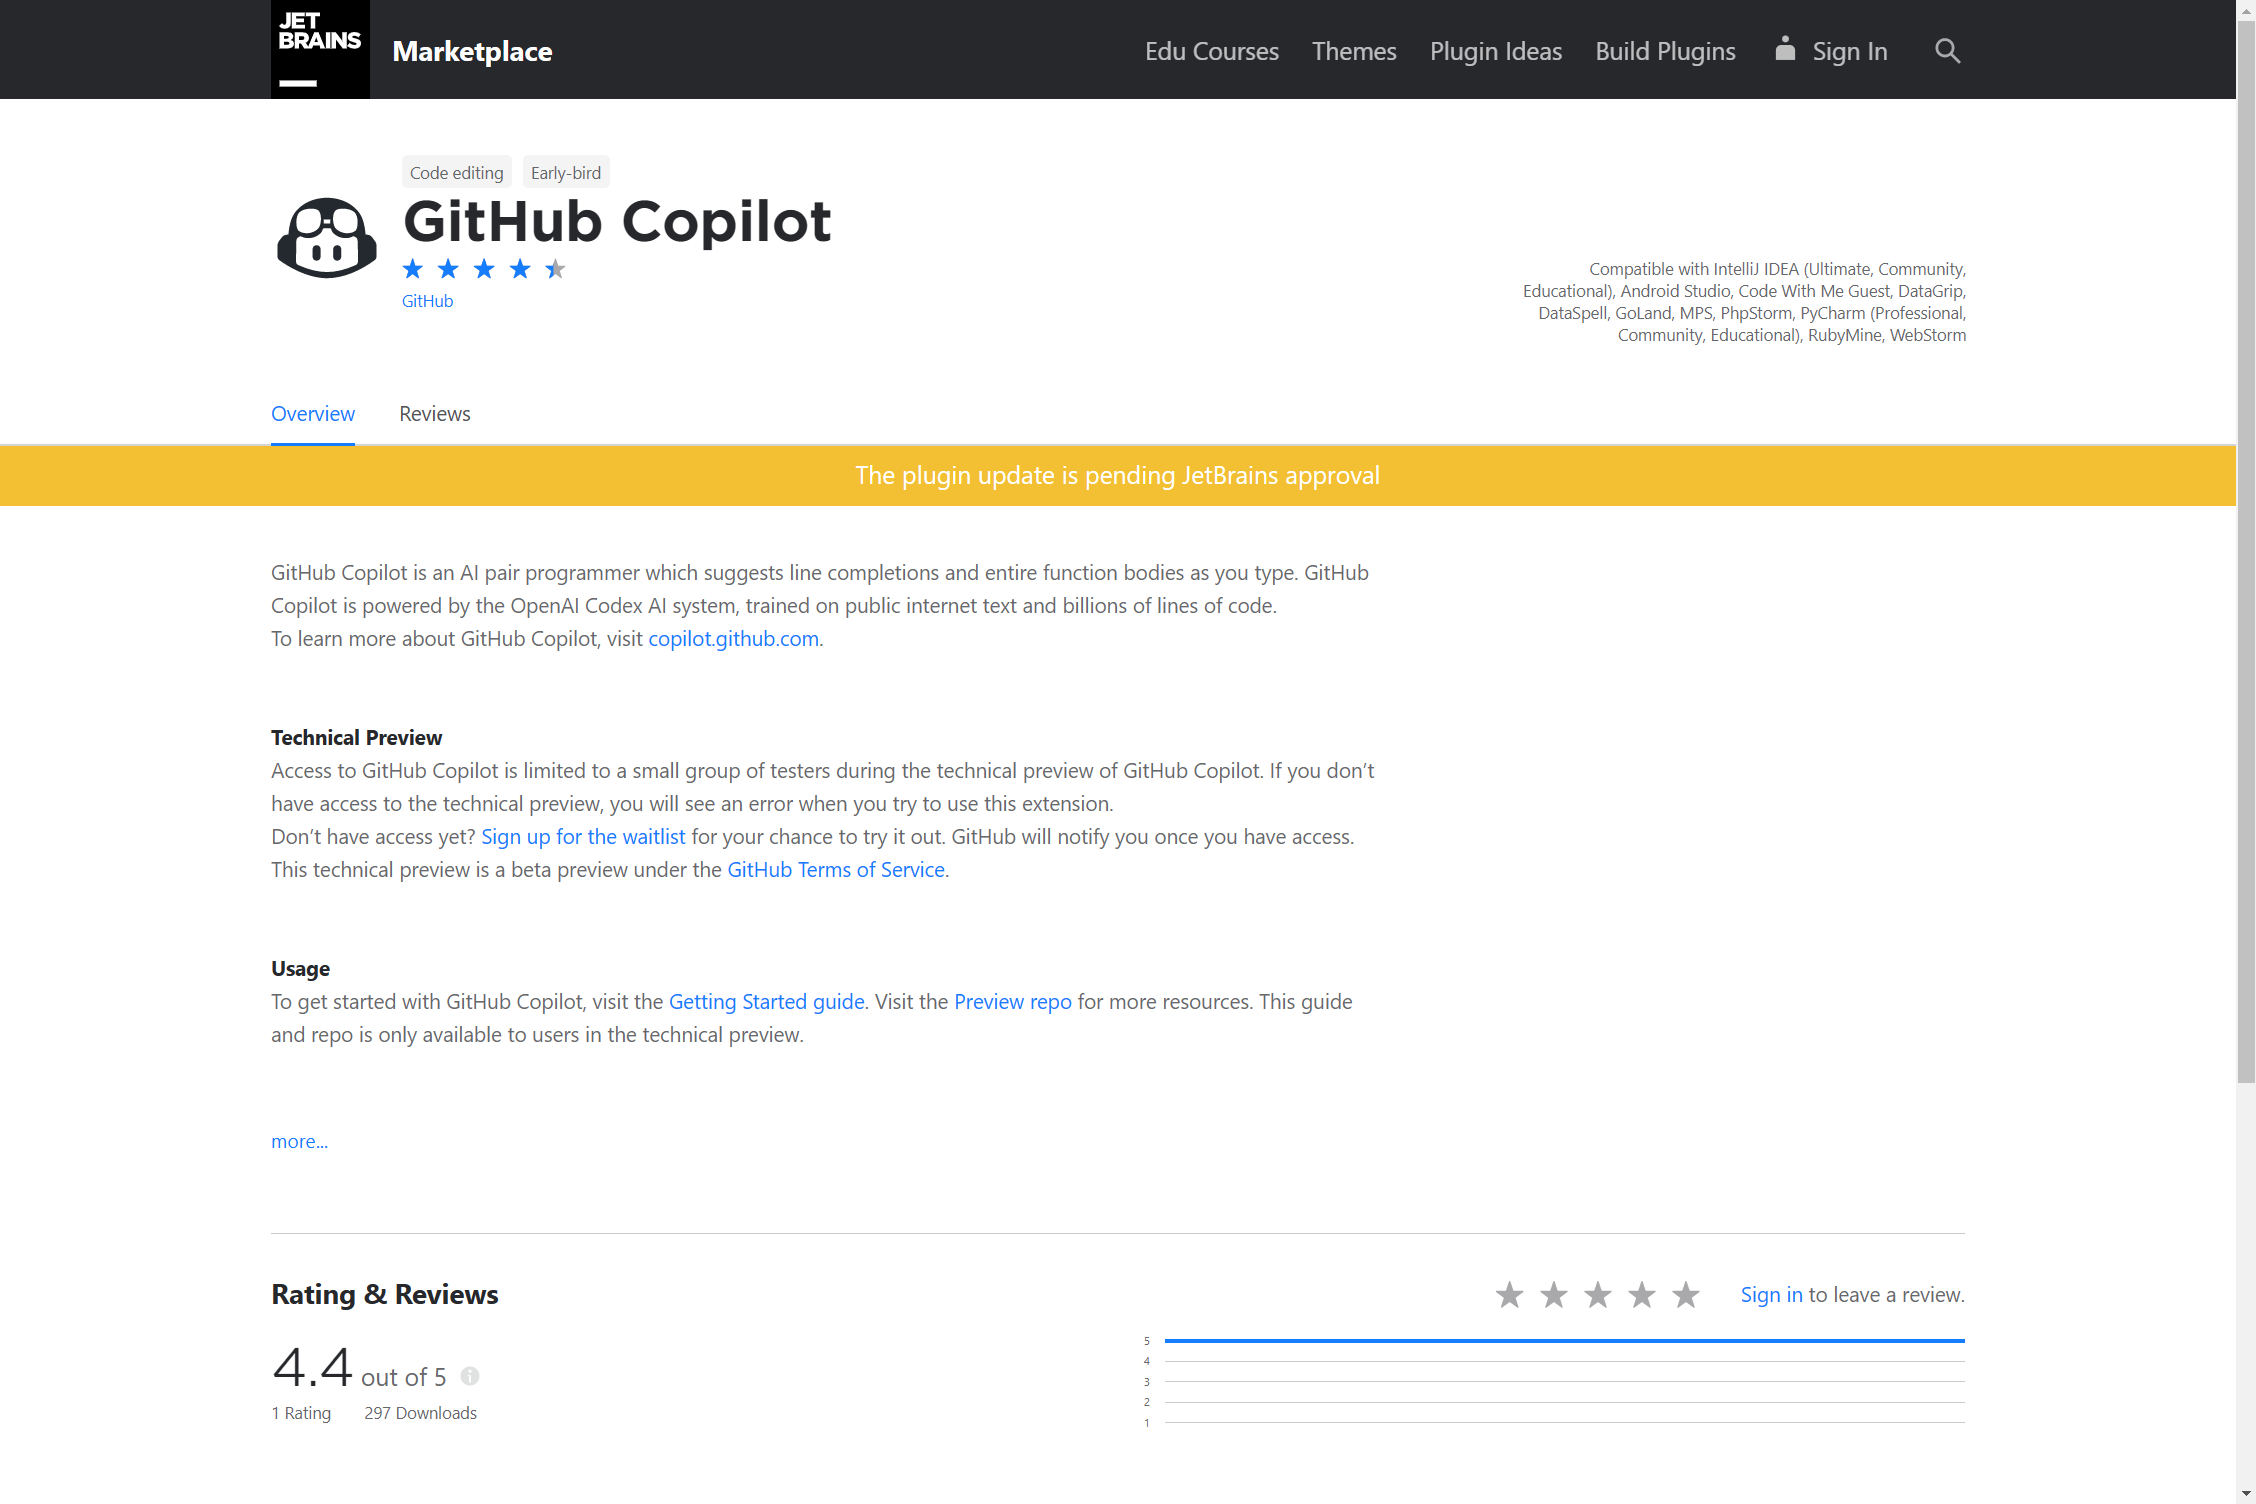 JET
BRAINS
Marketplace
Edu Courses
Themes
Plugin Ideas
Build Plugins
Sign In
Code editing
Early-bird
GitHub Copilot
GitHub
Compatible with IntelliJ IDEA (Ultimate, Community,
Educational), Android Studio, Code With Me Guest, DataGrip,
DataSpell, GoLand, MPS, PhpStorm, PyCharm (Professional,
Community, Educational), RubyMine, WebStorm
Overview
Reviews
The plugin update is pending JetBrains approval
GitHub Copilot is an AI pair programmer which suggests line completions and entire function bodies as you type. GitHub
Copilot is powered by the OpenAI Codex AI system, trained on public internet text and billions of lines of code.
To learn more about GitHub Copilot, visit copilot.github.com.
Technical Preview
Access to GitHub Copilot is limited to a small group of testers during the technical preview of GitHub Copilot. If you don’t
have access to the technical preview, you will see an error when you try to use this extension.
Don’t have access yet? Sign up for the waitlist for your chance to try it out. GitHub will notify you once you have access.
This technical preview is a beta preview under the GitHub Terms of Service.
Usage
To get started with GitHub Copilot, visit the Getting Started guide. Visit the Preview repo for more resources. This guide
and repo is only available to users in the technical preview.
more...
Rating & Reviews
Sign in to leave a review.
4.4 out of 5
1 Rating
297 Downloads
5
4
3
2
1